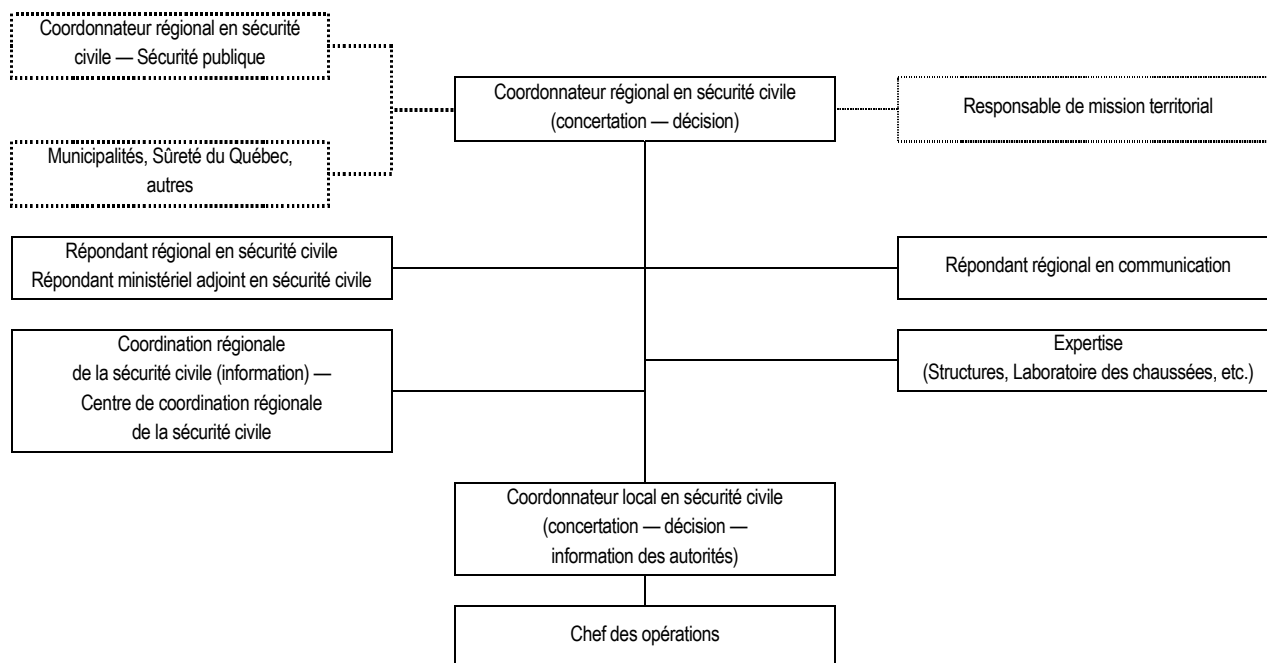 Coordonnateur régional en sécurité
civile — Sécurité publique
Coordonnateur régional en sécurité civile
(concertation — décision)
Responsable de mission territorial
Municipalités, Sûreté du Québec,
autres
Répondant régional en sécurité civile
Répondant ministériel adjoint en sécurité civile
Répondant régional en communication
Coordination régionale
de la sécurité civile (information) —
Centre de coordination régionale
de la sécurité civile
Expertise
(Structures, Laboratoire des chaussées, etc.)
Coordonnateur local en sécurité civile
(concertation — décision —
information des autorités)
Chef des opérations